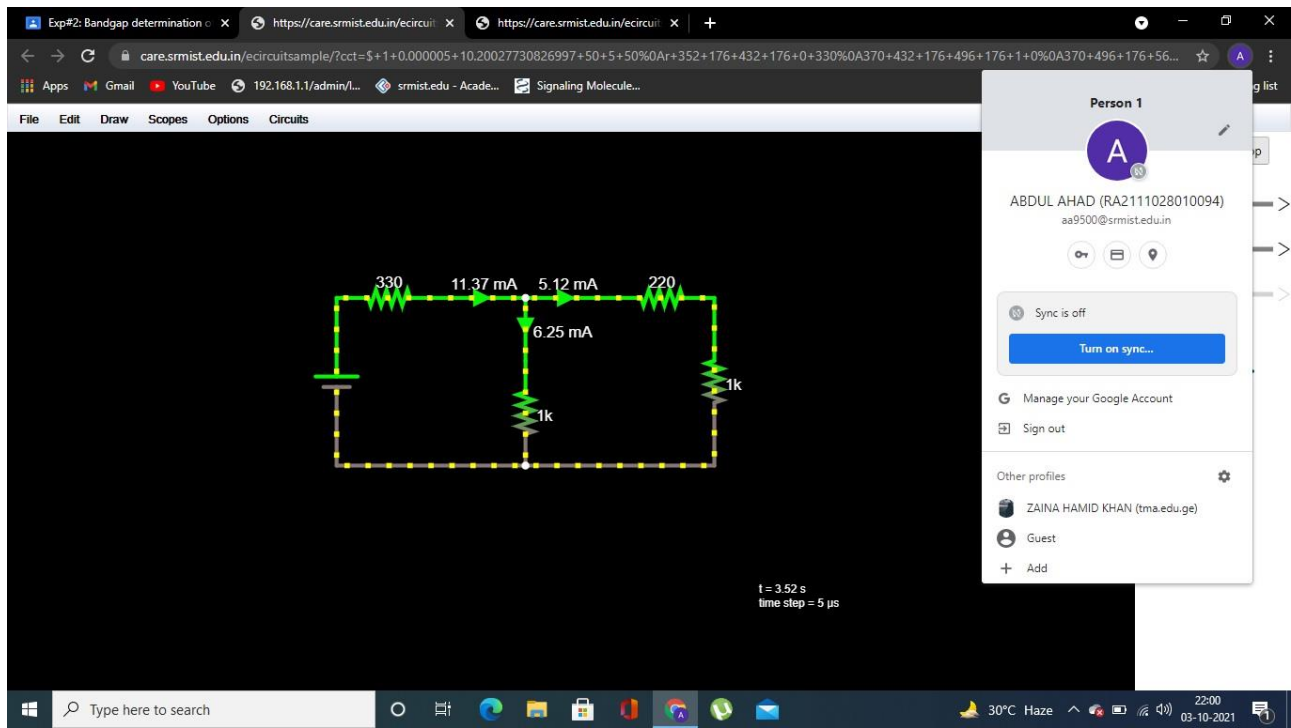 Exp#2: Bandgap determination o
https://care.srmist.edu.in/ecircuit
https://care.srmist.edu.in/ecircuit
care.srmist.edu.in/ecircuitsample/?cct=$+1+0.000005+10.20027730826997+50+5+50%0Ar+352+176+432+176+0+330%0A370+432+176+496+176+1+0%0A370+496+176+56...
A
Apps
Gmail
YouTube
192.168.1.1/admin/l...
srmist.edu - Acade...
Signaling Molecule...
g list
File Edit Draw Scopes Options Circuits
330
11.37 mA
5.12 mA
220
6.25 mA
1k
1k
t = 3.52 s
time step = 5 μs
Person 1
A
ABDUL AHAD (RA2111028010094)
aa9500@srmist.edu.in
Sync is off
Turn on sync...
G Manage your Google Account
Sign out
Other profiles
ZAINA HAMID KHAN (tma.edu.ge)
Guest
Add
p
Type here to search
30°C Haze
22:00
03-10-2021